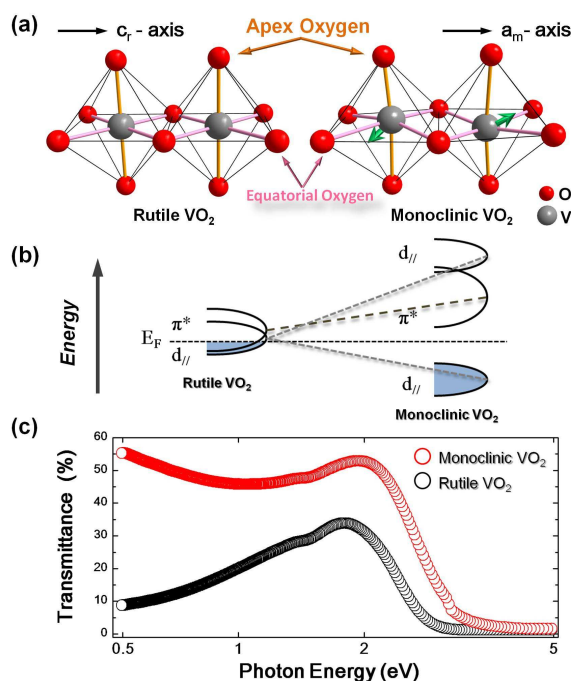 (a)
c_r - axis
Apex Oxygen
a_m - axis
Equatorial Oxygen
O
V
Rutile VO₂
Monoclinic VO₂
(b)
Energy
d//
π*
π*
E_F
d//
Rutile VO₂
d//
Monoclinic VO₂
(c)
Transmittance (%)
60
50
40
30
20
10
0
Monoclinic VO₂
Rutile VO₂
0.5
1
2
5
Photon Energy (eV)